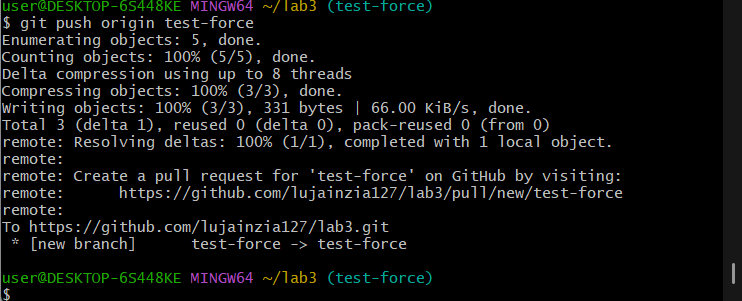 user@DESKTOP-6S448KE MINGW64 ~/lab3 (test-force)
$ git push origin test-force
Enumerating objects: 5, done.
Counting objects: 100% (5/5), done.
Delta compression using up to 8 threads
Compressing objects: 100% (3/3), done.
Writing objects: 100% (3/3), 331 bytes | 66.00 KiB/s, done.
Total 3 (delta 1), reused 0 (delta 0), pack-reused 0 (from 0)
remote: Resolving deltas: 100% (1/1), completed with 1 local object.
remote:
remote: Create a pull request for 'test-force' on GitHub by visiting:
remote:      https://github.com/lujainzia127/lab3/pull/new/test-force
remote:
To https://github.com/lujainzia127/lab3.git
 * [new branch]      test-force -> test-force
user@DESKTOP-6S448KE MINGW64 ~/lab3 (test-force)
$